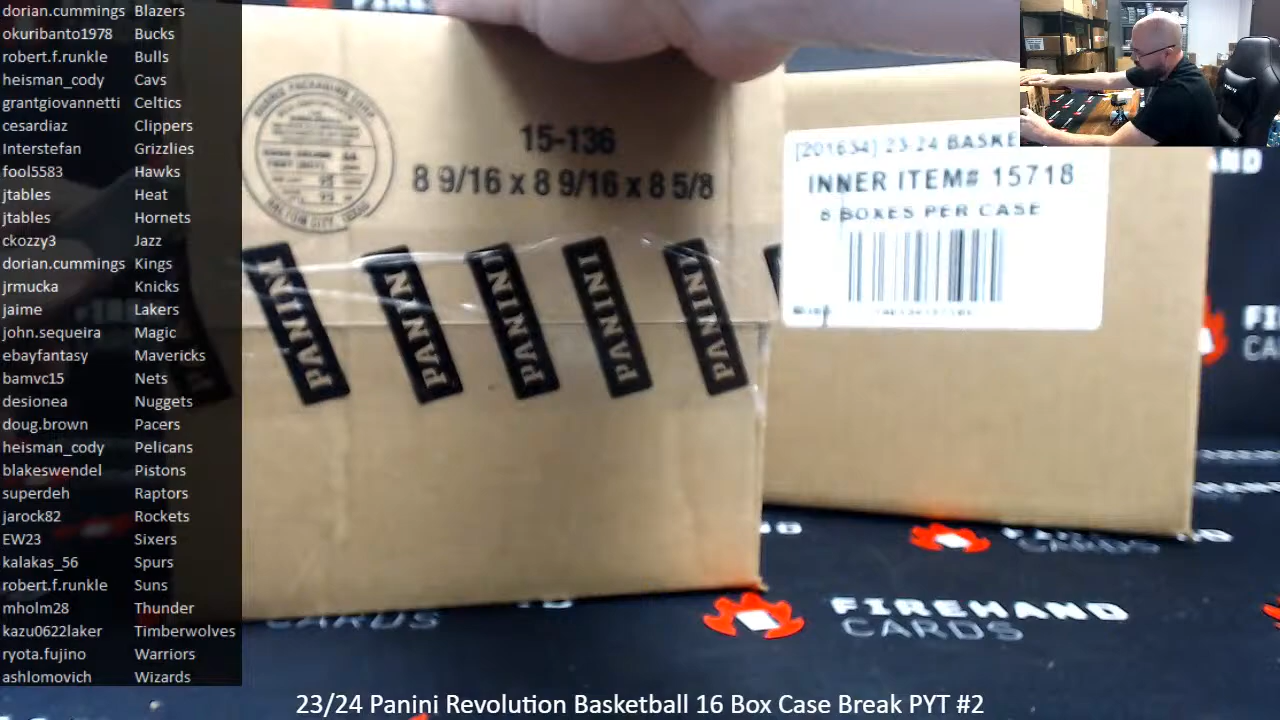 dorian.cummings Blazers
okuribanto1978 Bucks
robert.f.runkle Bulls
heisman_cody Cavs
grantgiovannetti Celtics
cesardiaz Clippers
Interstefan Grizzlies
fool5583 Hawks
jtables Heat
jtables Hornets
ckozzy3 Jazz
dorian.cummings Kings
jrmucka Knicks
jaime Lakers
john.sequeira Magic
ebayfantasy Mavericks
bamvc15 Nets
desionea Nuggets
doug.brown Pacers
heisman_cody Pelicans
blakeswendel Pistons
superdeh Raptors
jarock82 Rockets
EW23 Sixers
kalakas_56 Spurs
robert.f.runkle Suns
mholm28 Thunder
kazu0622laker Timberwolves
ryota.fujino Warriors
ashlomovich Wizards
15-136
8 9/16 x 8 9/16 x 8 5/8
PANINI PANINI PANINI PANINI PANINI
[201634] 23-24 BASKE
INNER ITEM# 15718
8 BOXES PER CASE
FIREHAND
CARDS
CARDS
CARDS
23/24 Panini Revolution Basketball 16 Box Case Break PYT #2